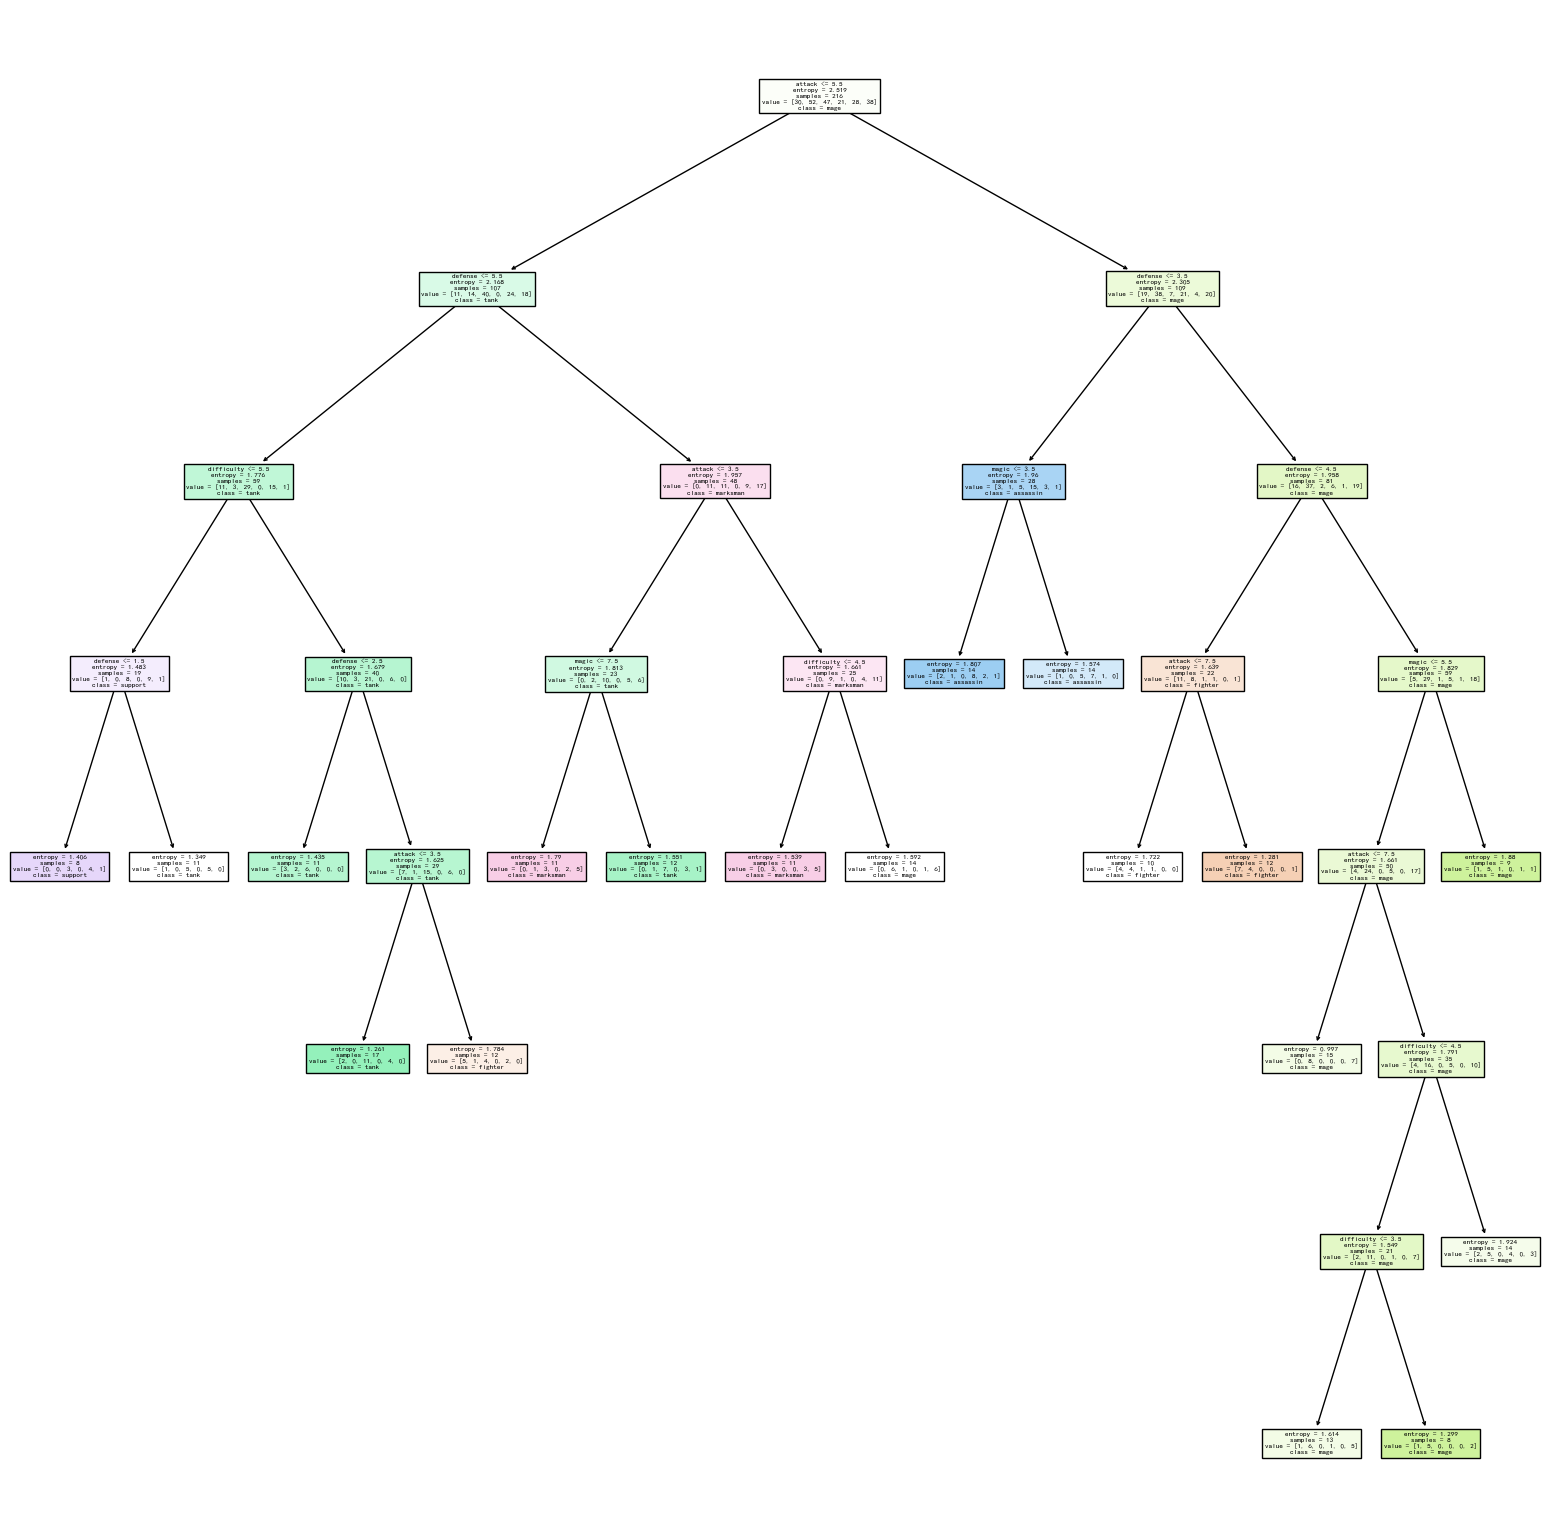 attack <= 5.5
entropy = 2.519
samples = 216
value = [30, 52, 47, 21, 28, 38]
class = mage
defense <= 5.5
entropy = 2.168
samples = 107
value = [11, 14, 40, 0, 24, 18]
class = tank
defense <= 3.5
entropy = 2.305
samples = 109
value = [19, 38, 7, 21, 4, 20]
class = mage
difficulty <= 5.5
entropy = 1.776
samples = 59
value = [11, 3, 29, 0, 15, 1]
class = tank
attack <= 3.5
entropy = 1.957
samples = 48
value = [0, 11, 11, 0, 9, 17]
class = marksman
magic <= 3.5
entropy = 1.96
samples = 28
value = [3, 1, 5, 15, 3, 1]
class = assassin
defense <= 4.5
entropy = 1.958
samples = 81
value = [16, 37, 2, 6, 1, 19]
class = mage
defense <= 1.5
entropy = 1.483
samples = 19
value = [1, 0, 8, 0, 9, 1]
class = support
defense <= 2.5
entropy = 1.679
samples = 40
value = [10, 3, 21, 0, 6, 0]
class = tank
magic <= 7.5
entropy = 1.813
samples = 23
value = [0, 2, 10, 0, 5, 6]
class = tank
difficulty <= 4.5
entropy = 1.661
samples = 25
value = [0, 9, 1, 0, 4, 11]
class = marksman
entropy = 1.807
samples = 14
value = [2, 1, 0, 8, 2, 1]
class = assassin
entropy = 1.574
samples = 14
value = [1, 0, 5, 7, 1, 0]
class = assassin
attack <= 7.5
entropy = 1.639
samples = 22
value = [11, 8, 1, 1, 0, 1]
class = fighter
magic <= 5.5
entropy = 1.829
samples = 59
value = [5, 29, 1, 5, 1, 18]
class = mage
entropy = 1.406
samples = 8
value = [0, 0, 3, 0, 4, 1]
class = support
entropy = 1.349
samples = 11
value = [1, 0, 5, 0, 5, 0]
class = tank
entropy = 1.435
samples = 11
value = [3, 2, 6, 0, 0, 0]
class = tank
attack <= 3.5
entropy = 1.625
samples = 29
value = [7, 1, 15, 0, 6, 0]
class = tank
entropy = 1.79
samples = 11
value = [0, 1, 3, 0, 2, 5]
class = marksman
entropy = 1.551
samples = 12
value = [0, 1, 7, 0, 3, 1]
class = tank
entropy = 1.539
samples = 11
value = [0, 3, 0, 0, 3, 5]
class = marksman
entropy = 1.592
samples = 14
value = [0, 6, 1, 0, 1, 6]
class = mage
entropy = 1.722
samples = 10
value = [4, 4, 1, 1, 0, 0]
class = fighter
entropy = 1.281
samples = 12
value = [7, 4, 0, 0, 0, 1]
class = fighter
attack <= 7.5
entropy = 1.661
samples = 50
value = [4, 24, 0, 5, 0, 17]
class = mage
entropy = 1.88
samples = 9
value = [1, 5, 1, 0, 1, 1]
class = mage
entropy = 1.261
samples = 17
value = [2, 0, 11, 0, 4, 0]
class = tank
entropy = 1.784
samples = 12
value = [5, 1, 4, 0, 2, 0]
class = fighter
entropy = 0.997
samples = 15
value = [0, 8, 0, 0, 0, 7]
class = mage
difficulty <= 4.5
entropy = 1.791
samples = 35
value = [4, 16, 0, 5, 0, 10]
class = mage
difficulty <= 3.5
entropy = 1.549
samples = 21
value = [2, 11, 0, 1, 0, 7]
class = mage
entropy = 1.924
samples = 14
value = [2, 5, 0, 4, 0, 3]
class = mage
entropy = 1.614
samples = 13
value = [1, 6, 0, 1, 0, 5]
class = mage
entropy = 1.299
samples = 8
value = [1, 5, 0, 0, 0, 2]
class = mage